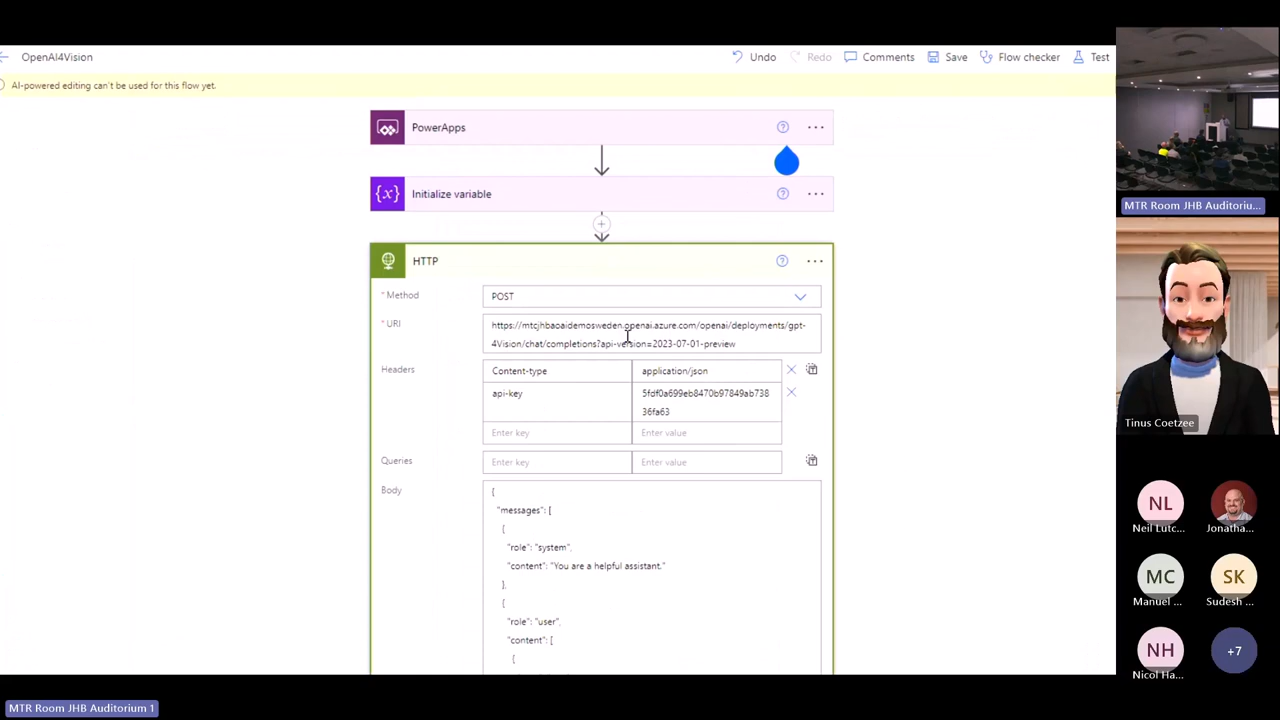 OpenAI4Vision
Undo
Redo
Comments
Save
Flow checker
Test
AI-powered editing can't be used for this flow yet.
PowerApps
Initialize variable
HTTP
* Method
POST
* URI
https://mtcjhbaoaidemosweden.openai.azure.com/openai/deployments/gpt-
4Vision/chat/completions?api-version=2023-07-01-preview
Headers
Content-type
application/json
api-key
5fdf0a699eb8470b97849ab738
36fa63
Enter key
Enter value
Queries
Enter key
Enter value
Body
{
"messages": [
{
"role": "system",
"content": "You are a helpful assistant."
},
{
"role": "user",
"content": [
{
MTR Room JHB Auditoriu...
Tinus Coetzee
NL
Neil Lutc...
Jonatha...
MC
Manuel ...
SK
Sudesh ...
NH
Nicol Ha...
+7
MTR Room JHB Auditorium 1